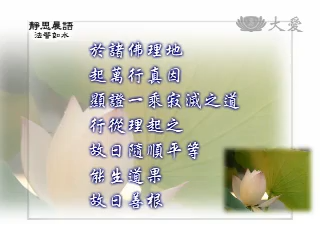 靜思晨語
法譬如水
大愛
於諸佛理地
起萬行真因
顯證一乘寂滅之道
行從理起之
故曰隨順平等
能生道果
故曰善根